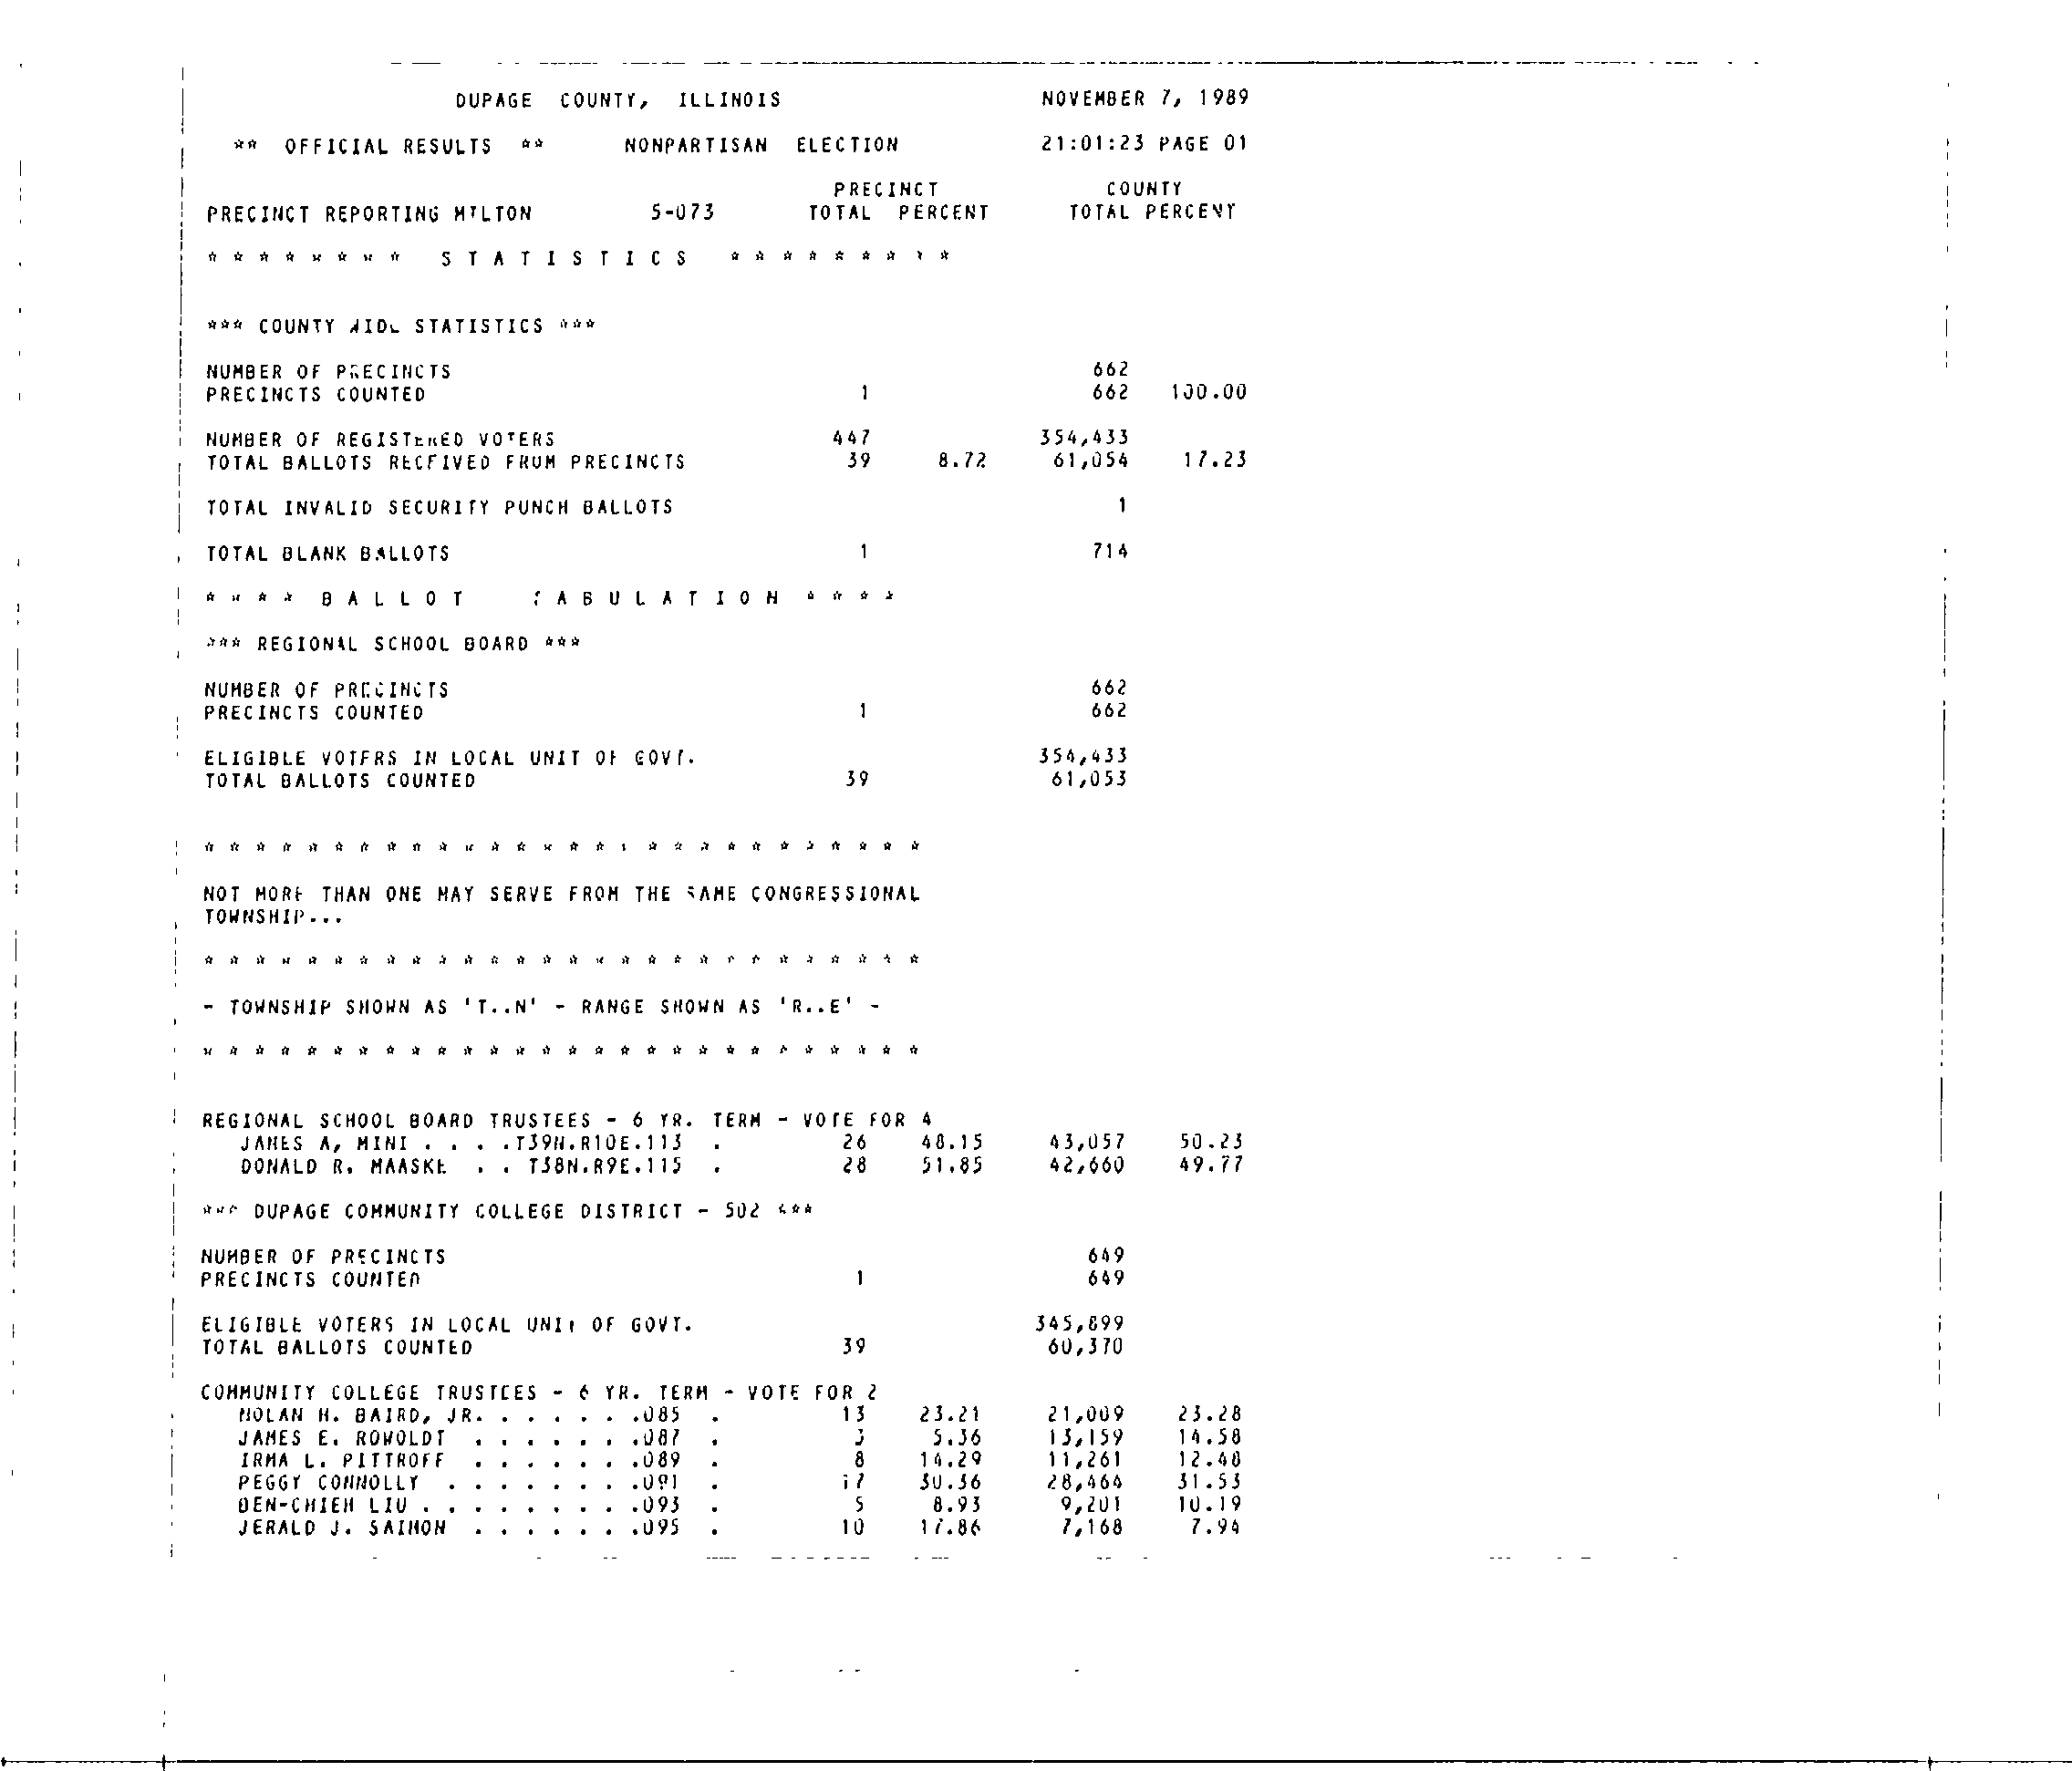 DUPAGE COUNTY, ILLINOIS NOVEMBER 7, 1989
** OFFICIAL RESULTS ** NONPARTISAN ELECTION 21:01:23 PAGE 01
PRECINCT COUNTY
PRECINCT REPORTING MILTON 5-073 TOTAL PERCENT TOTAL PERCENT
* * * * * * * * S T A T I S T I C S * * * * * * * * *
*** COUNTY WIDE STATISTICS ***
NUMBER OF PRECINCTS 662
PRECINCTS COUNTED 1 662 100.00
NUMBER OF REGISTERED VOTERS 447 354,433
TOTAL BALLOTS RECEIVED FROM PRECINCTS 39 8.72 61,054 17.23
TOTAL INVALID SECURITY PUNCH BALLOTS 1
TOTAL BLANK BALLOTS 1 714
* * * * B A L L O T T A B U L A T I O N * * * *
*** REGIONAL SCHOOL BOARD ***
NUMBER OF PRECINCTS 662
PRECINCTS COUNTED 1 662
ELIGIBLE VOTERS IN LOCAL UNIT OF GOVT. 354,433
TOTAL BALLOTS COUNTED 39 61,053
* * * * * * * * * * * * * * * * * * * * * * * * * * * *
NOT MORE THAN ONE MAY SERVE FROM THE SAME CONGRESSIONAL
TOWNSHIP...
* * * * * * * * * * * * * * * * * * * * * * * * * * * *
- TOWNSHIP SHOWN AS 'T..N' - RANGE SHOWN AS 'R..E' -
* * * * * * * * * * * * * * * * * * * * * * * * * * * *
REGIONAL SCHOOL BOARD TRUSTEES - 6 YR. TERM - VOTE FOR 4
JAMES A, MINI . . . .T39N.R10E.113 . 26 48.15 43,057 50.23
DONALD R. MAASKE . . T38N.R9E.115 . 28 51.85 42,660 49.77
*** DUPAGE COMMUNITY COLLEGE DISTRICT - 502 ***
NUMBER OF PRECINCTS 649
PRECINCTS COUNTED 1 649
ELIGIBLE VOTERS IN LOCAL UNIT OF GOVT. 345,899
TOTAL BALLOTS COUNTED 39 60,370
COMMUNITY COLLEGE TRUSTEES - 6 YR. TERM - VOTE FOR 2
NOLAN H. BAIRD, JR. . . . . . .085 . 13 23.21 21,009 23.28
JAMES E. ROWOLDT . . . . . . .087 . 3 5.36 13,159 14.58
IRMA L. PITTROFF . . . . . . .089 . 8 14.29 11,261 12.48
PEGGY CONNOLLY . . . . . . . .091 . 17 30.36 28,464 31.53
BEN-CHIEH LIU . . . . . . . . .093 . 5 8.93 9,201 10.19
JERALD J. SAIMON . . . . . . .095 . 10 17.86 7,168 7.94